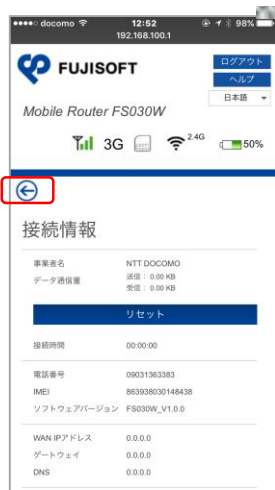 docomo 12:52 98%
192.168.100.1
FUJISOFT
ログアウト
ヘルプ
日本語
Mobile Router FS030W
3G 2.4G 50%
接続情報
事業者名 NTT DOCOMO
データ通信量 送信： 0.00 KB
受信： 0.00 KB
リセット
接続時間 00:00:00
電話番号 09031363383
IMEI 863938030148438
ソフトウェアバージョン FS030W_V1.0.0
WAN IPアドレス 0.0.0.0
ゲートウェイ 0.0.0.0
DNS 0.0.0.0